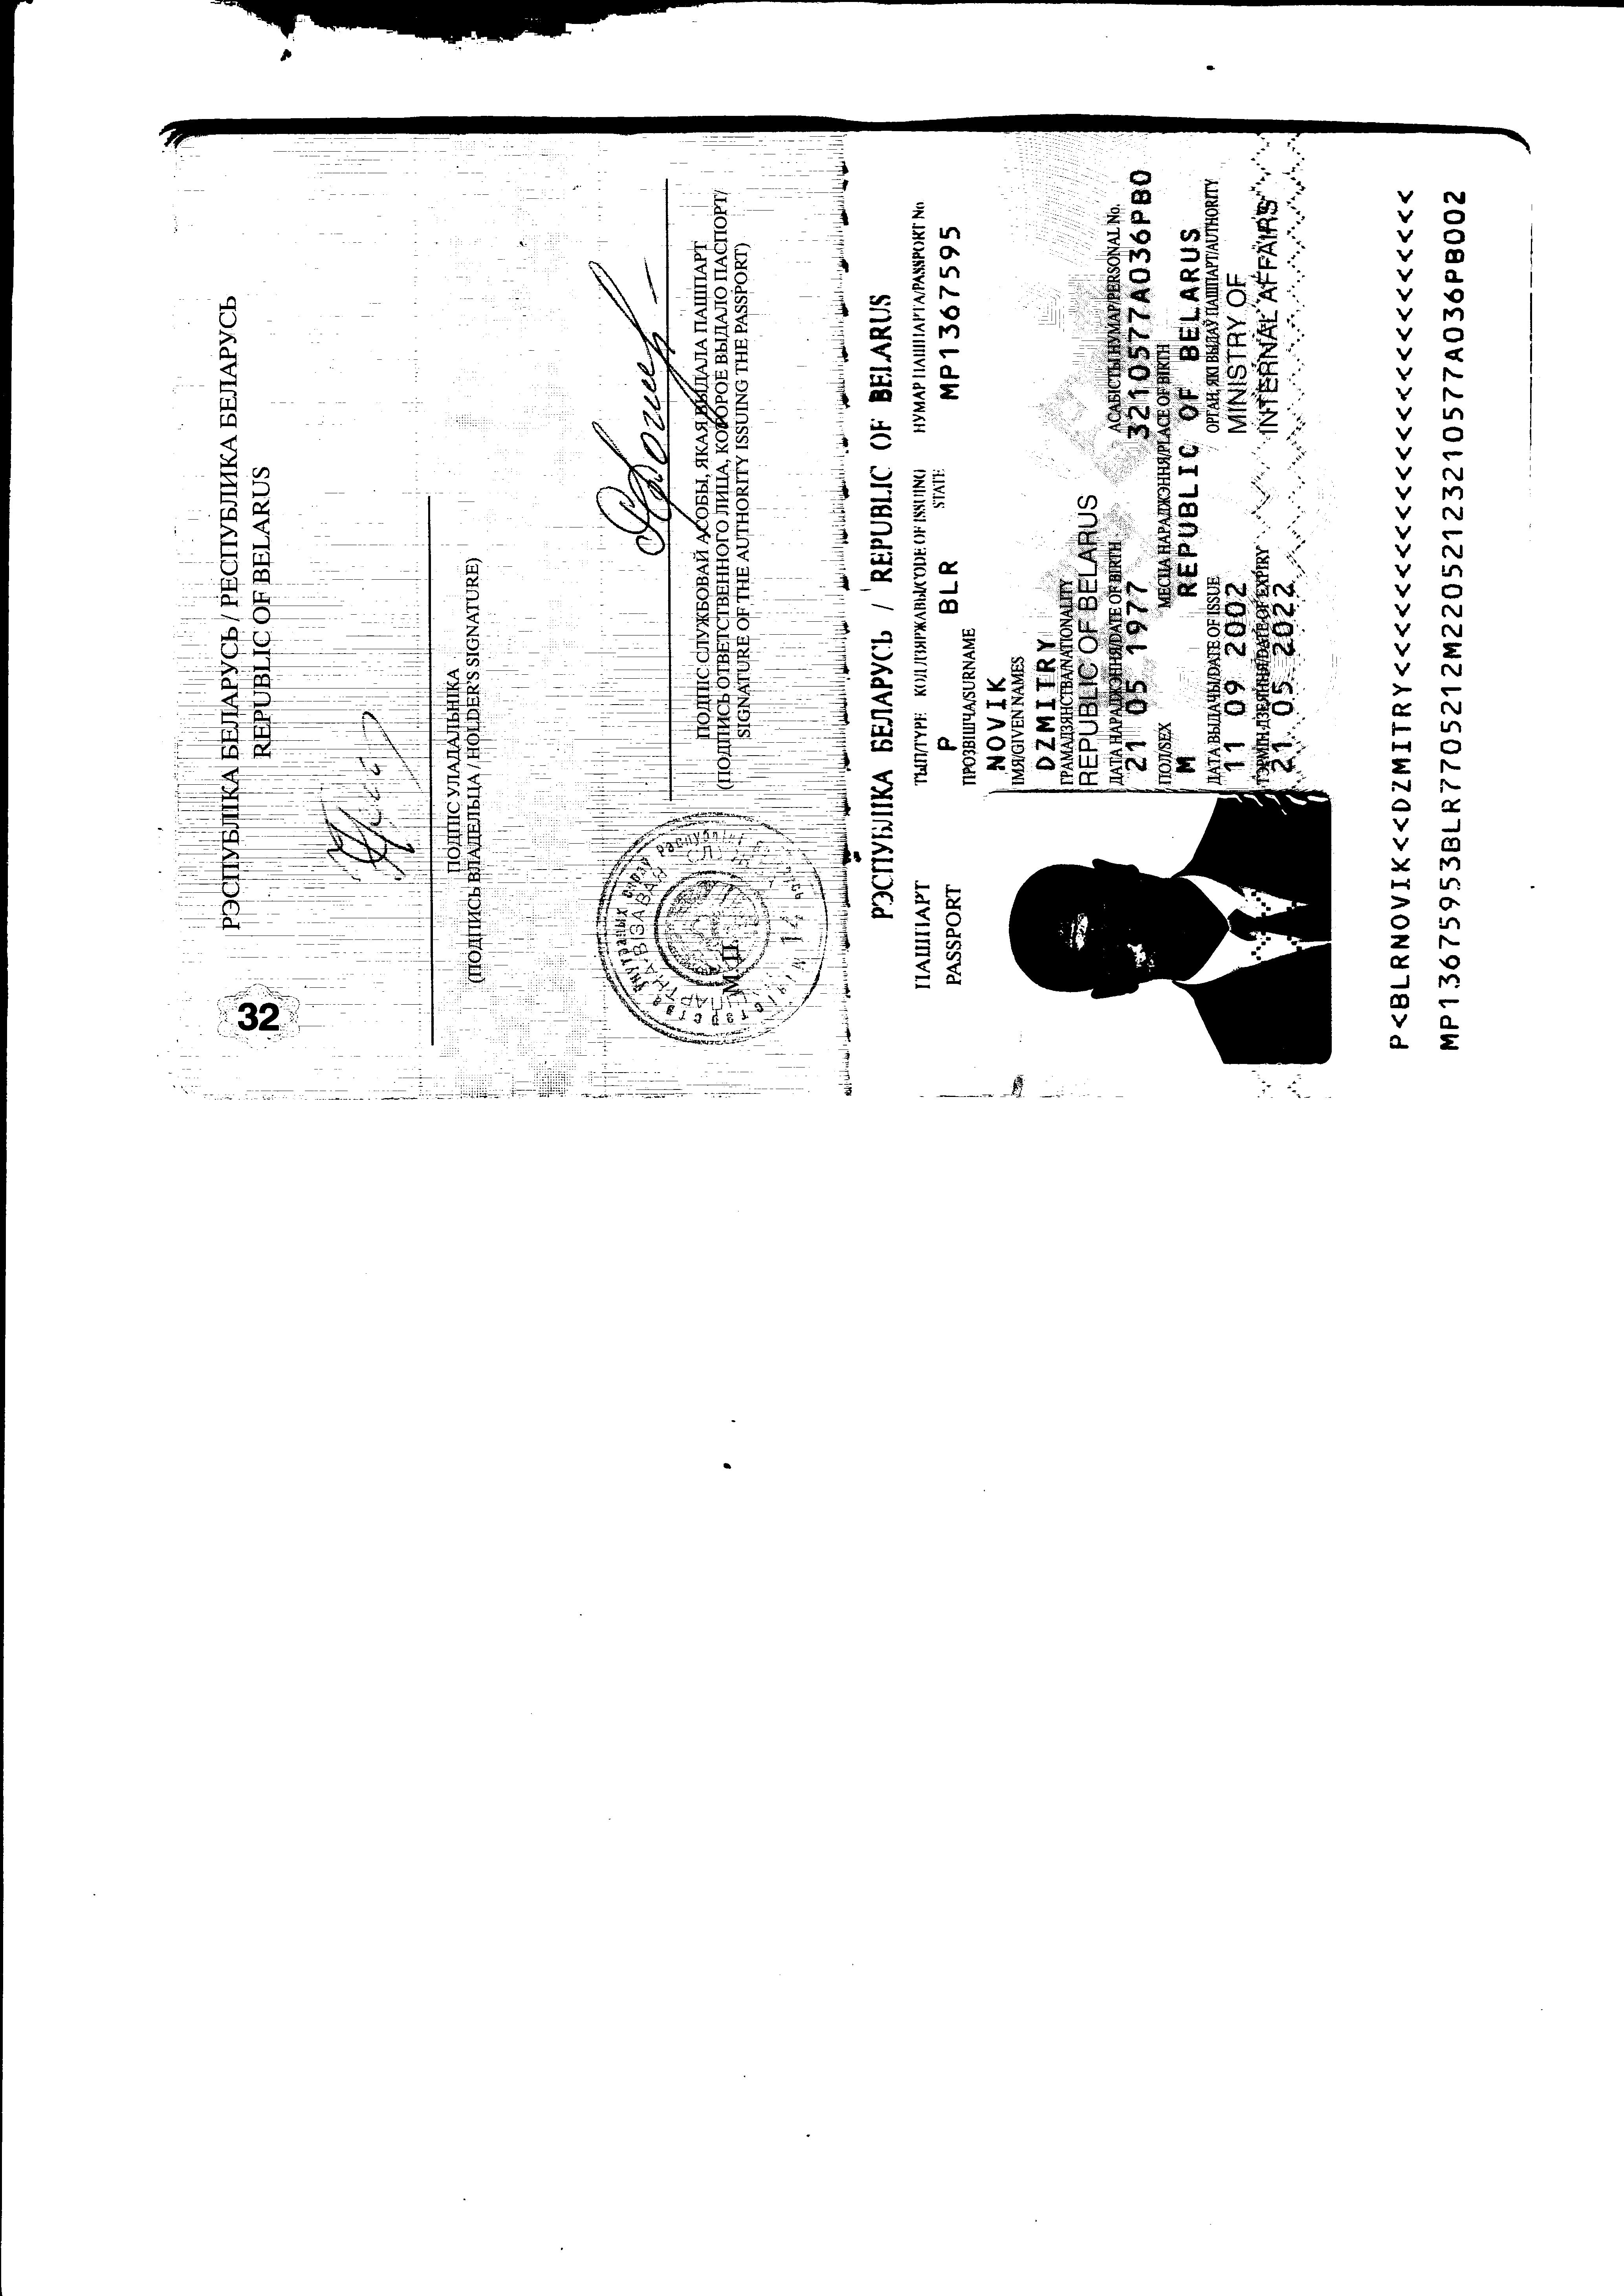 РЭСПУБЛІКА БЕЛАРУСЬ / РЕСПУБЛИКА БЕЛАРУСЬ
REPUBLIC OF BELARUS
32
ПОДПІС УЛАДАЛЬНІКА
(ПОДПИСЬ ВЛАДЕЛЬЦА / HOLDER'S SIGNATURE)
М.П.
ПОДПІС СЛУЖБОВАЙ АСОБЫ, ЯКАЯ ВЫДАЛА ПАШПАРТ
(ПОДПИСЬ ОТВЕТСТВЕННОГО ЛИЦА, КОТОРОЕ ВЫДАЛО ПАСПОРТ/
SIGNATURE OF THE AUTHORITY ISSUING THE PASSPORT)
РЭСПУБЛІКА БЕЛАРУСЬ / REPUBLIC OF BELARUS
ПАШПАРТ
PASSPORT
ТЫП/TYPE КОД ДЗЯРЖАВЫ/CODE OF ISSUING STATE НУМАР ПАШПАРТА/PASSPORT No
P BLR MP1367595
ПРОЗВІШЧА/SURNAME
NOVIK
ІМЯ/GIVEN NAMES
DZMITRY
ГРАМАДЗЯНСТВА/NATIONALITY
REPUBLIC OF BELARUS
ДАТА НАРАДЖЭННЯ/DATE OF BIRTH АСАБІСТЫ НУМАР/PERSONAL No.
21 05 1977 3210577A036PB0
ПОЛ/SEX МЕСЦА НАРАДЖЭННЯ/PLACE OF BIRTH
M REPUBLIC OF BELARUS
ДАТА ВЫДАЧЫ/DATE OF ISSUE ОРГАН, ЯКІ ВЫДАЎ ПАШПАРТ/AUTHORITY
11 09 2002 MINISTRY OF
ТЭРМІН ДЗЕЯННЯ/DATE OF EXPIRY INTERNAL AFFAIRS
21 05 2022
P<BLRNOVIK<<DZMITRY<<<<<<<<<<<<<<<<<<<<<<<<<
MP13675953BLR7705212M22052123210577A036PB002